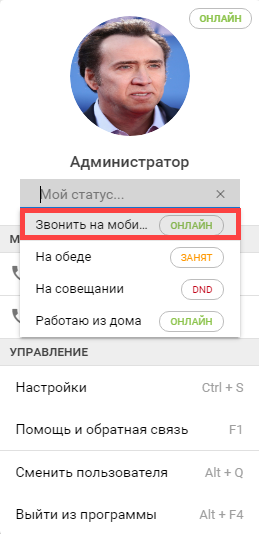 ОНЛАЙН
Администратор
Мой статус...
Звонить на моби... ОНЛАЙН
На обеде ЗАНЯТ
На совещании DND
Работаю из дома ОНЛАЙН
УПРАВЛЕНИЕ
Настройки Ctrl + S
Помощь и обратная связь F1
Сменить пользователя Alt + Q
Выйти из программы Alt + F4